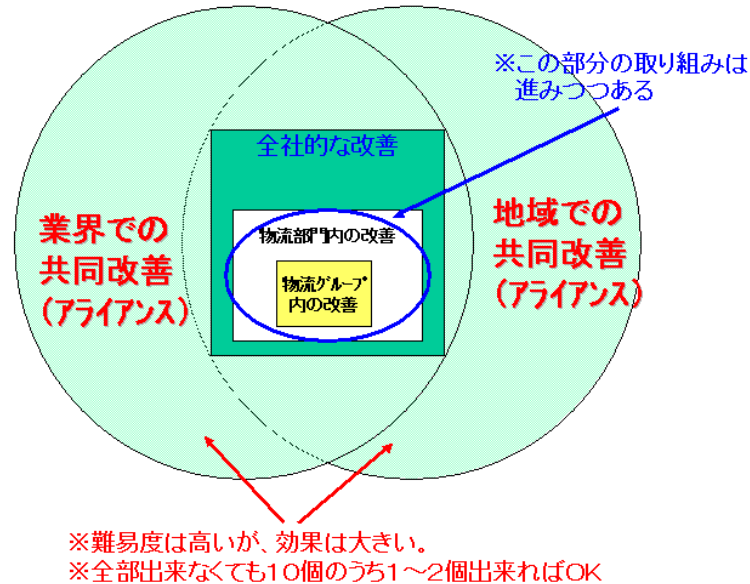 ※この部分の取り組みは
進みつつある
全社的な改善
業界での
共同改善
(アライアンス)
物流部門内の改善
物流グループ
内の改善
地域での
共同改善
(アライアンス)
※難易度は高いが、効果は大きい。
※全部出来なくても10個のうち1~2個出来ればOK